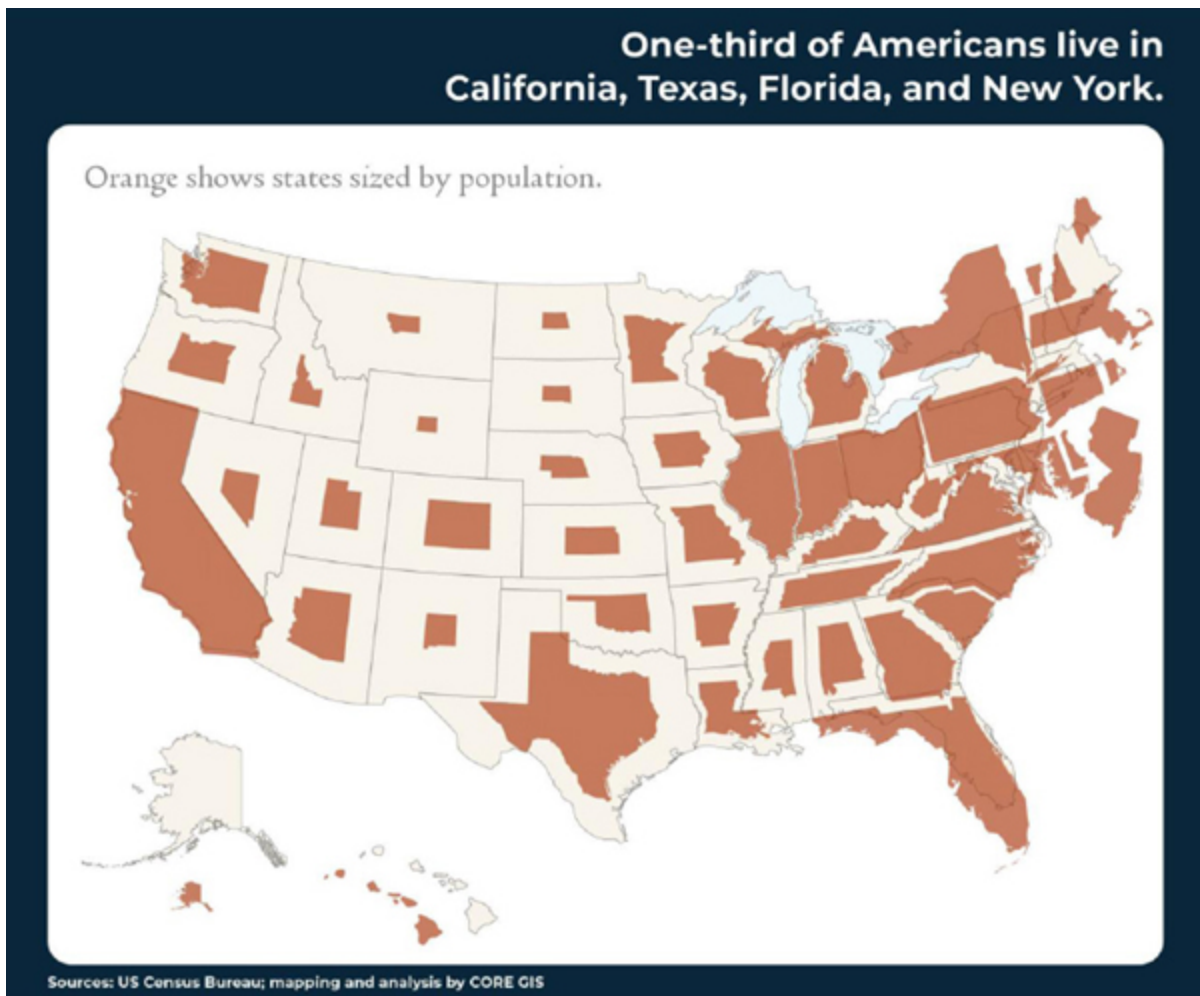 One-third of Americans live in
California, Texas, Florida, and New York.
Orange shows states sized by population.
Sources: US Census Bureau; mapping and analysis by CORE GIS